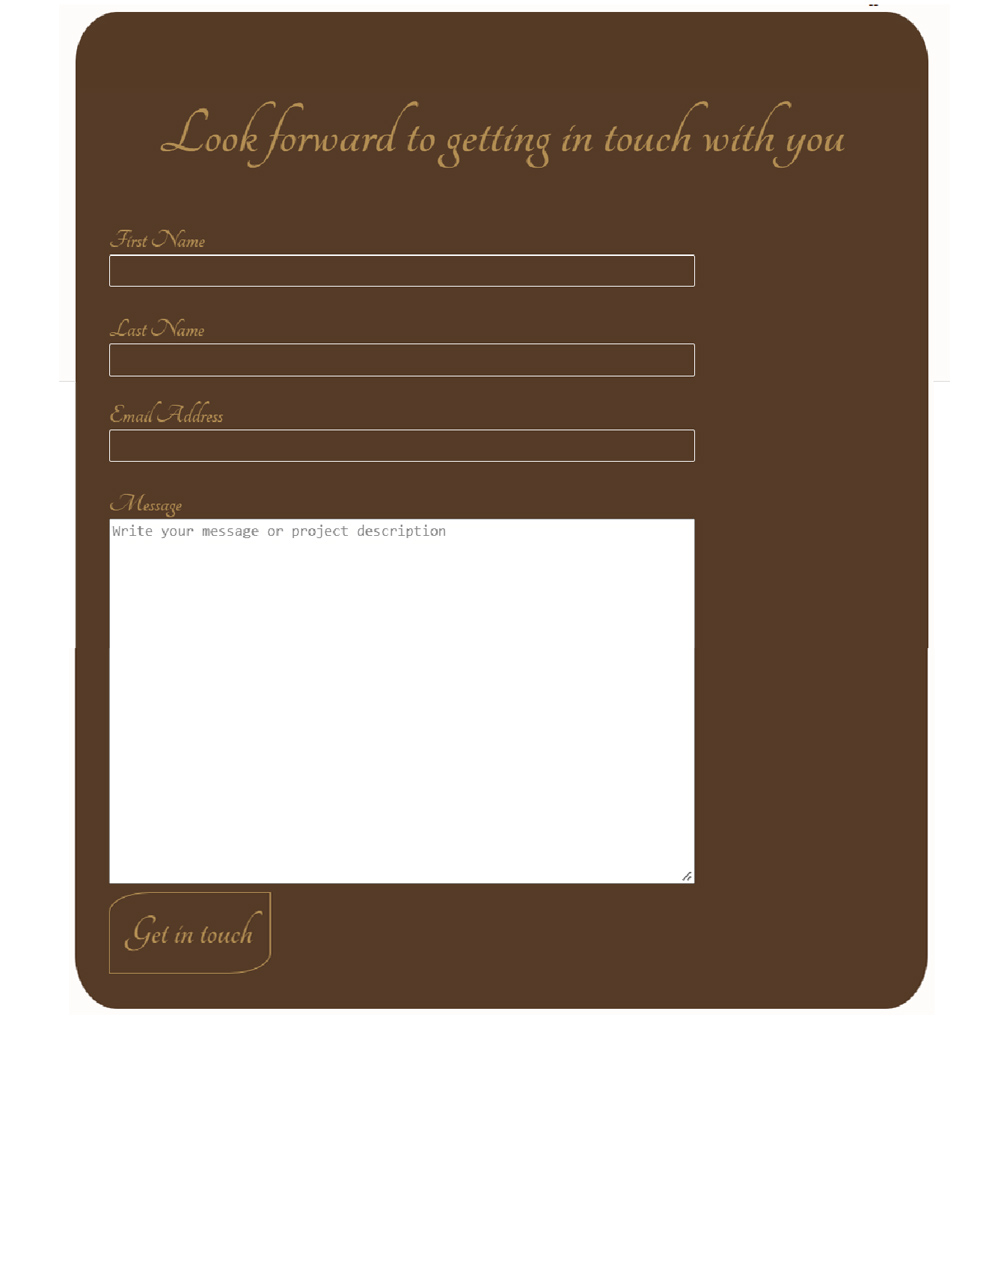 Look forward to getting in touch with you
First Name
Last Name
Email Address
Message
Write your message or project description
Get in touch